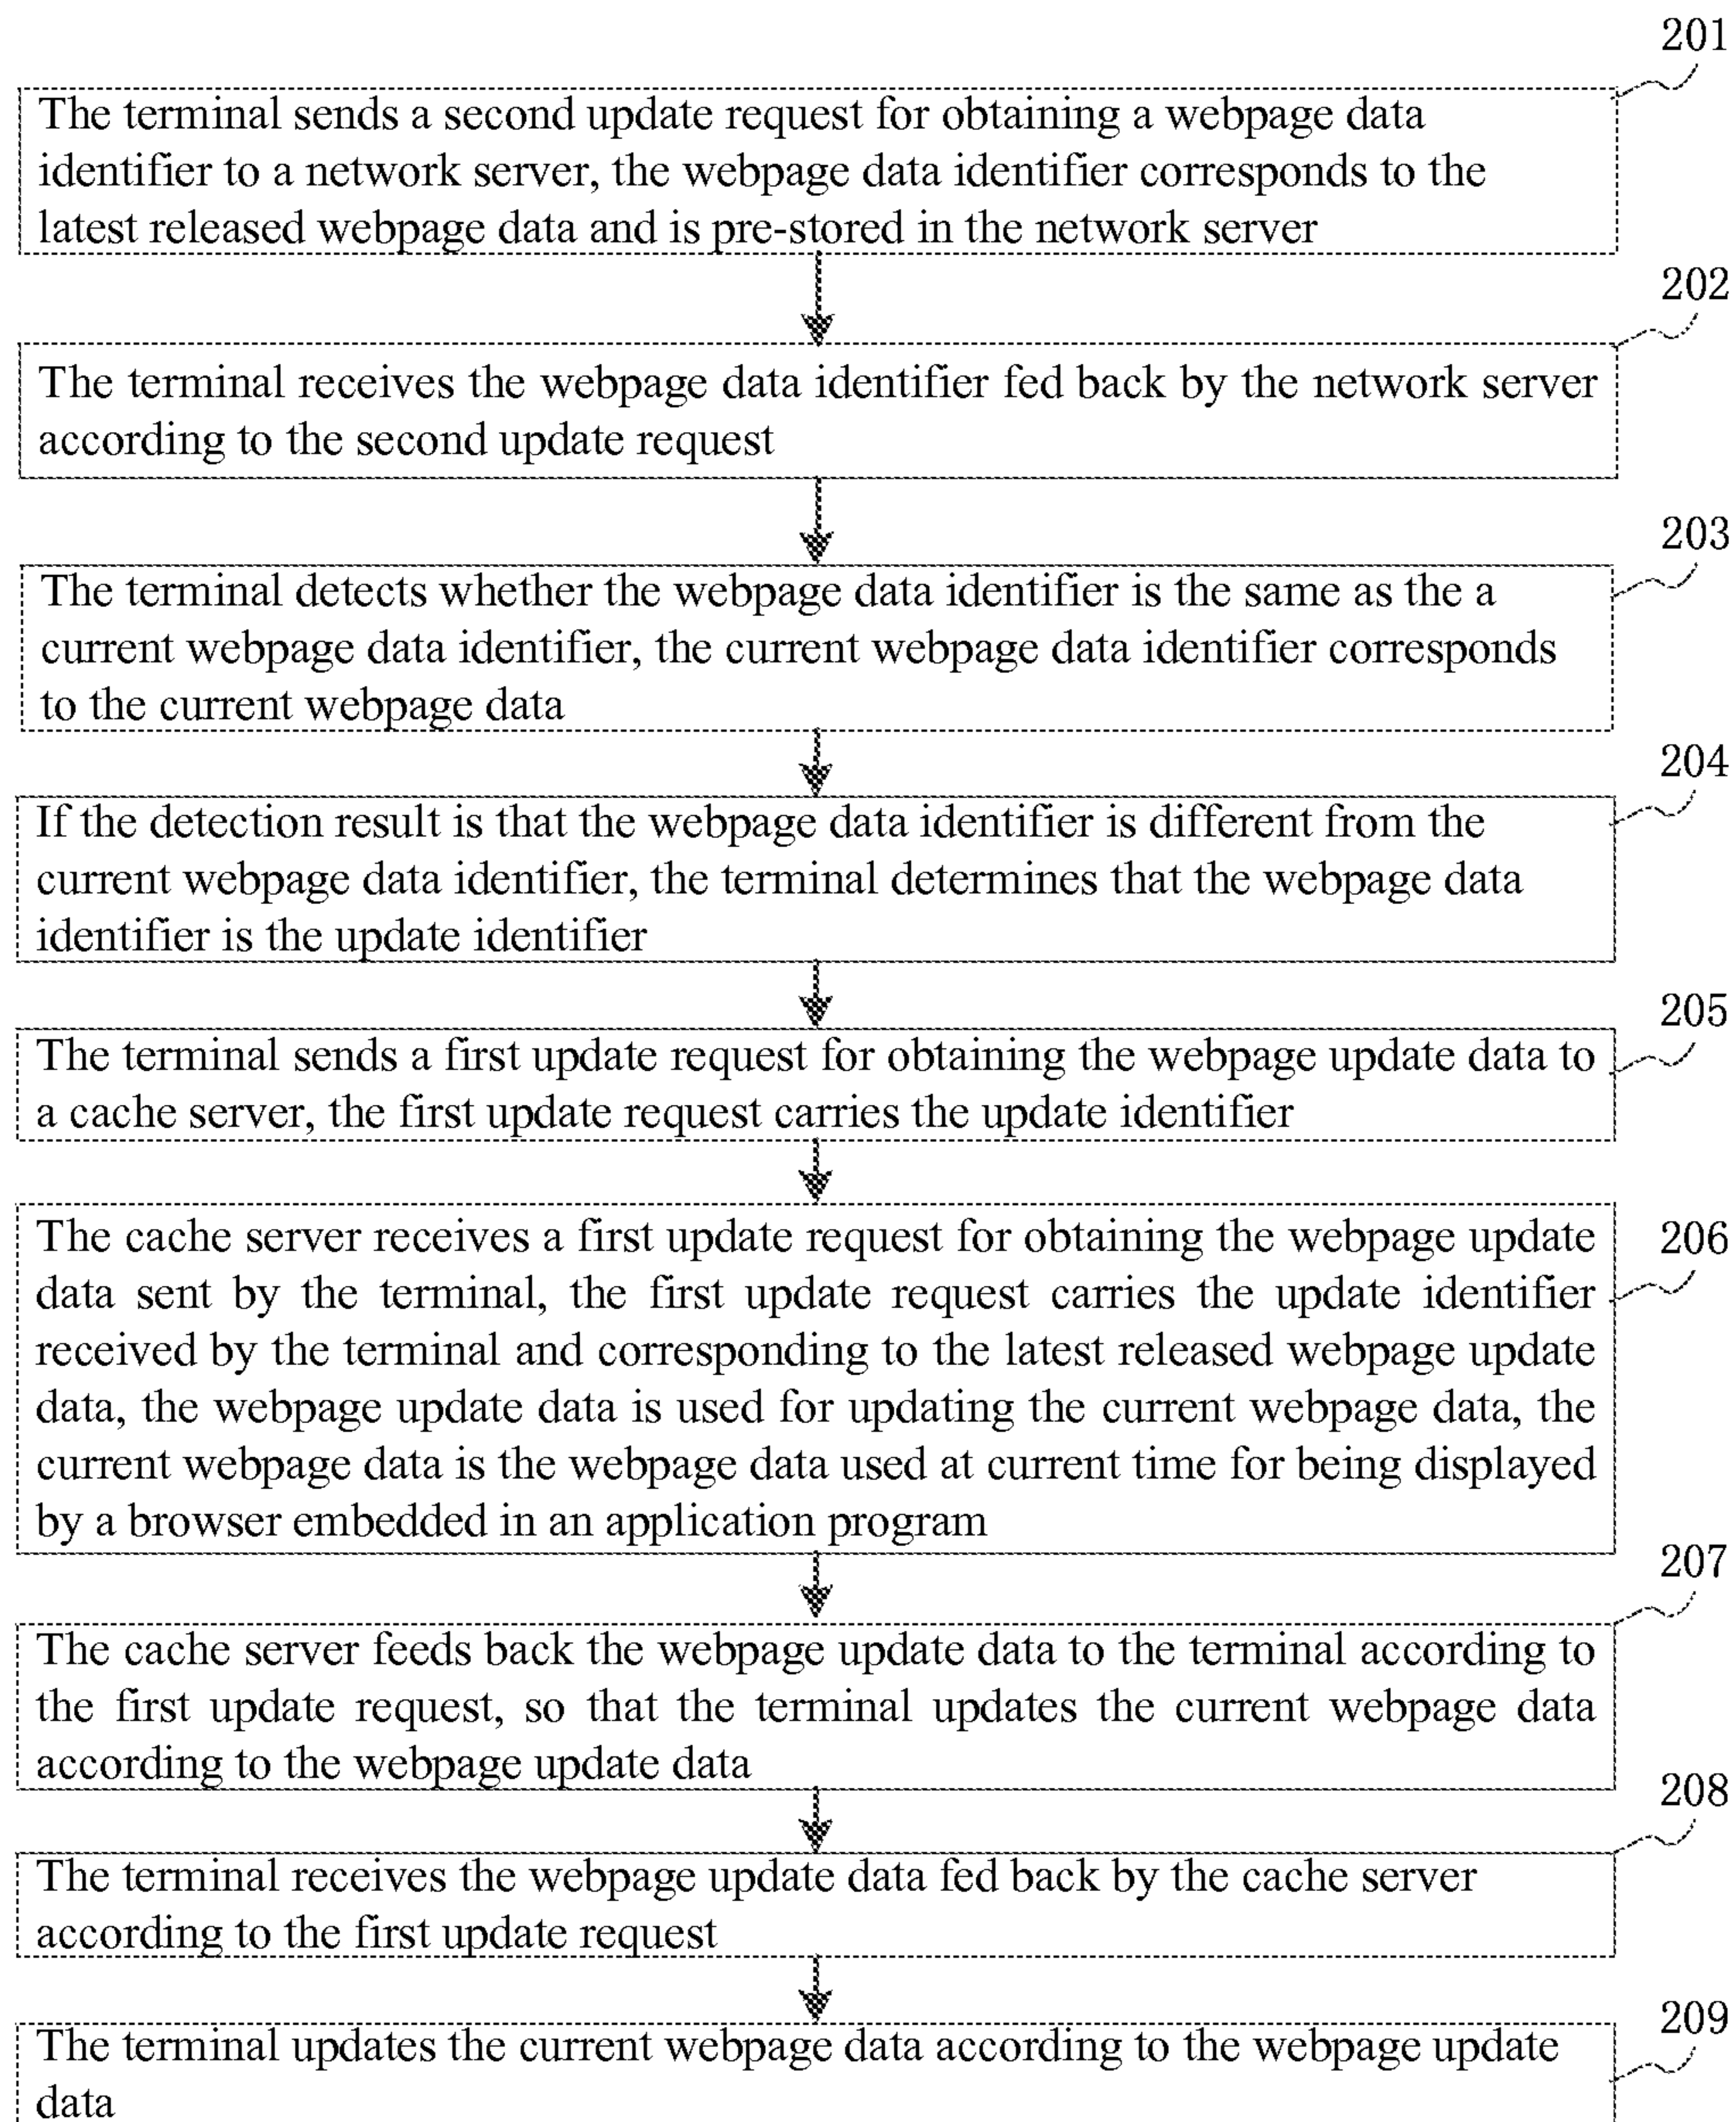 201
The terminal sends a second update request for obtaining a webpage data
identifier to a network server, the webpage data identifier corresponds to the
latest released webpage data and is pre-stored in the network server
202
The terminal receives the webpage data identifier fed back by the network server
according to the second update request
203
The terminal detects whether the webpage data identifier is the same as the a
current webpage data identifier, the current webpage data identifier corresponds
to the current webpage data
204
If the detection result is that the webpage data identifier is different from the
current webpage data identifier, the terminal determines that the webpage data
identifier is the update identifier
205
The terminal sends a first update request for obtaining the webpage update data to
a cache server, the first update request carries the update identifier
206
The cache server receives a first update request for obtaining the webpage update
data sent by the terminal, the first update request carries the update identifier
received by the terminal and corresponding to the latest released webpage update
data, the webpage update data is used for updating the current webpage data, the
current webpage data is the webpage data used at current time for being displayed
by a browser embedded in an application program
207
The cache server feeds back the webpage update data to the terminal according to
the first update request, so that the terminal updates the current webpage data
according to the webpage update data
208
The terminal receives the webpage update data fed back by the cache server
according to the first update request
209
The terminal updates the current webpage data according to the webpage update
data